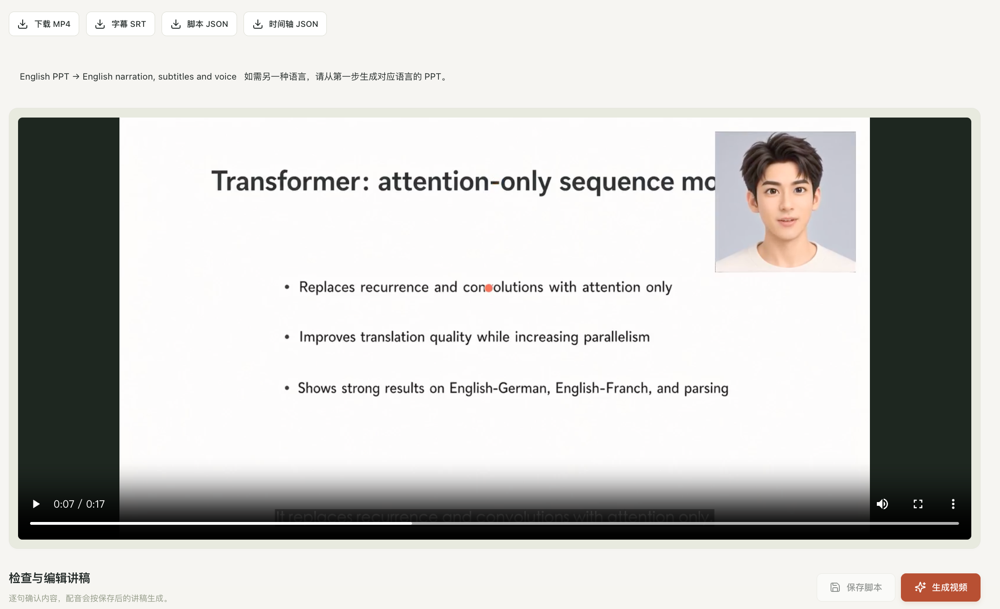 下载 MP4
字幕 SRT
脚本 JSON
时间轴 JSON
English PPT → English narration, subtitles and voice 如需另一种语言，请从第一步生成对应语言的 PPT。
Transformer: attention-only sequence mo
• Replaces recurrence and con olutions with attention only
• Improves translation quality while increasing parallelism
• Shows strong results on English-German, English-Franch, and parsing
0:07 / 0:17
It replaces recurrence and convolutions with attention only.
检查与编辑讲稿
逐句确认内容，配音会按保存后的讲稿生成。
保存脚本
生成视频